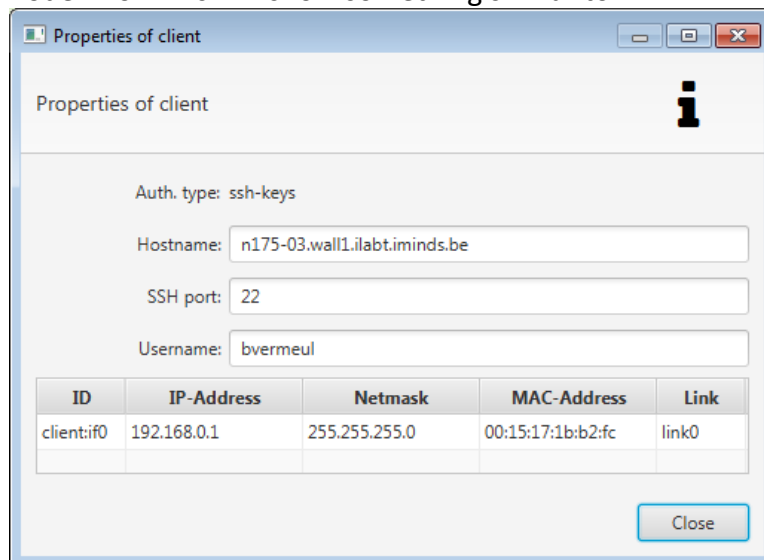 Properties of client
Properties of client
Auth. type: ssh-keys
Hostname: n175-03.wall1.ilabt.iminds.be
SSH port: 22
Username: bvermeul
ID IP-Address Netmask MAC-Address Link
client:if0 192.168.0.1 255.255.255.0 00:15:17:1b:b2:fc link0
Close